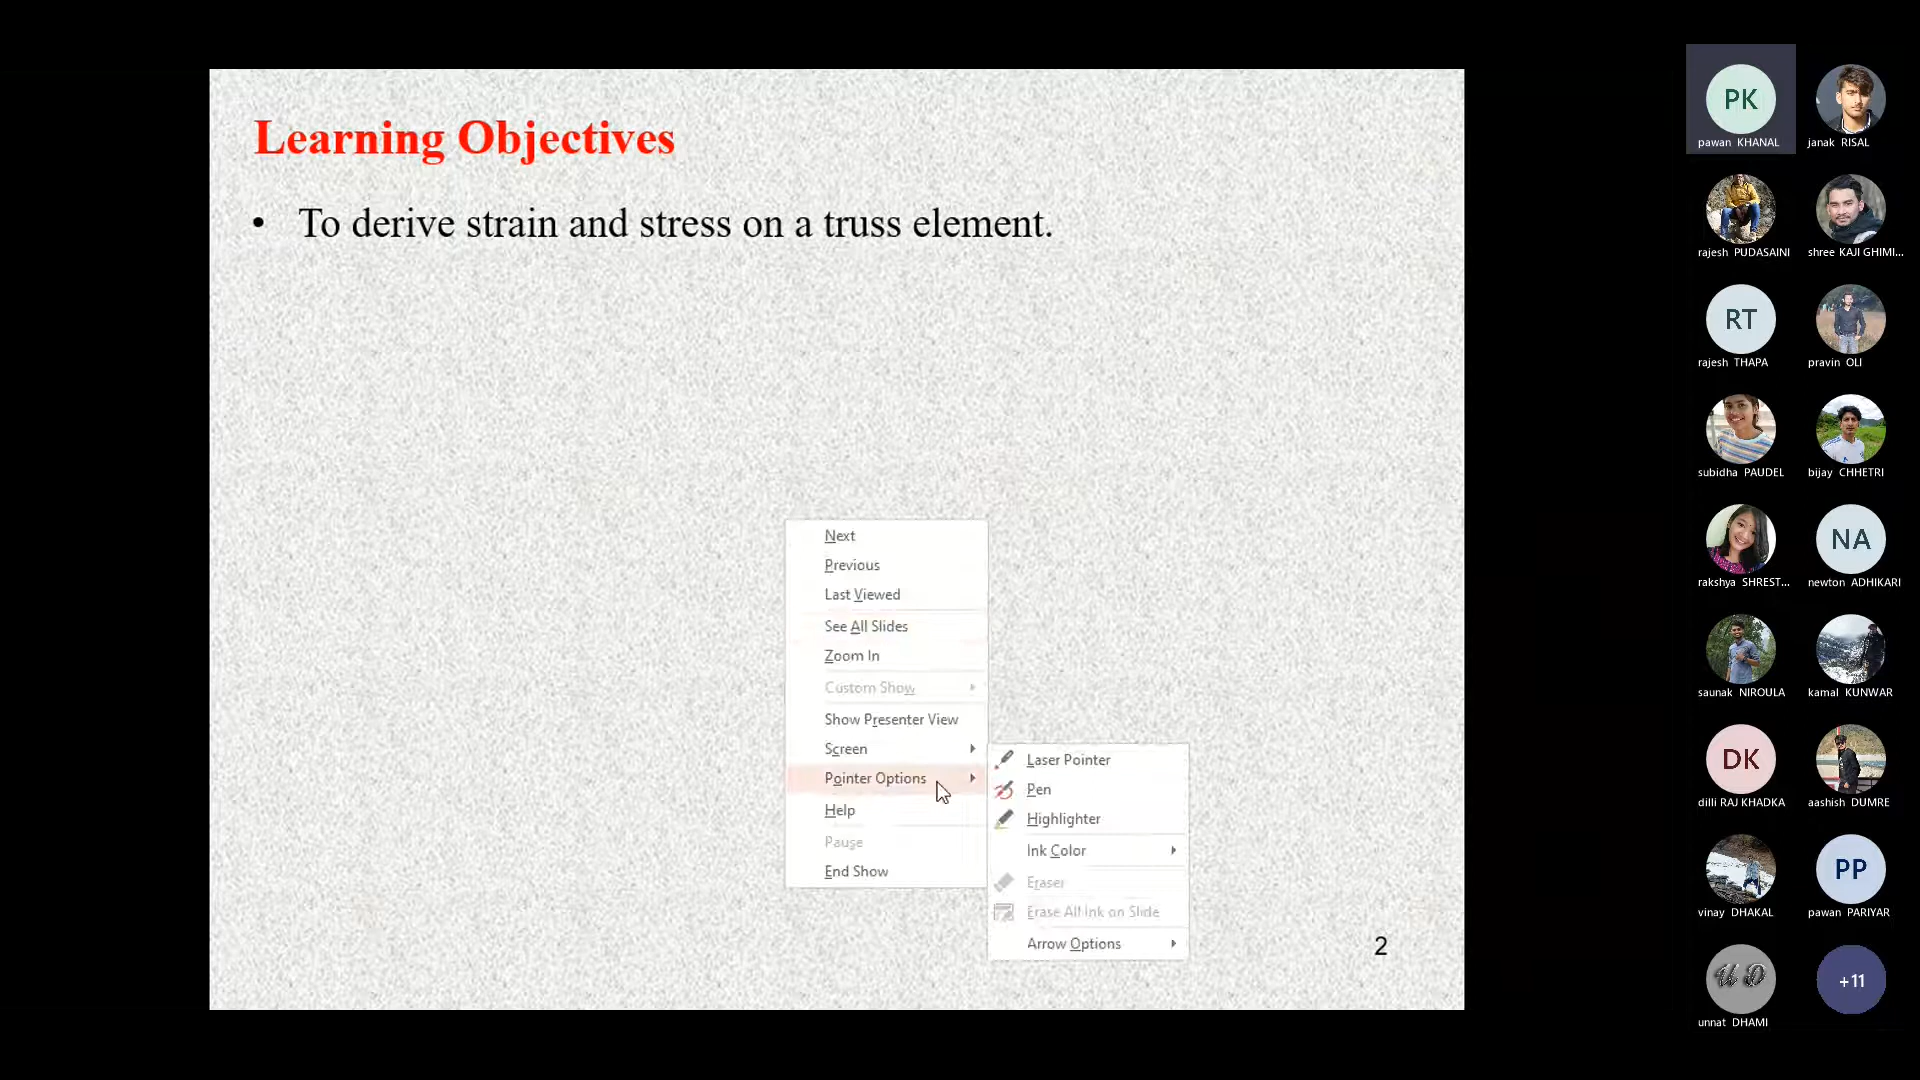 Learning Objectives
• To derive strain and stress on a truss element.
Next
Previous
Last Viewed
See All Slides
Zoom In
Custom Show
Show Presenter View
Screen
Pointer Options
Help
Pause
End Show
Laser Pointer
Pen
Highlighter
Ink Color
Eraser
Erase All Ink on Slide
Arrow Options
2
PK
pawan KHANAL
janak RISAL
rajesh PUDASAINI
shree KAJI GHIMI...
RT
rajesh THAPA
pravin OLI
subidha PAUDEL
bijay CHHETRI
rakshya SHREST...
NA
newton ADHIKARI
saunak NIROULA
kamal KUNWAR
DK
dilli RAJ KHADKA
aashish DUMRE
vinay DHAKAL
PP
pawan PARIYAR
U D
unnat DHAMI
+11